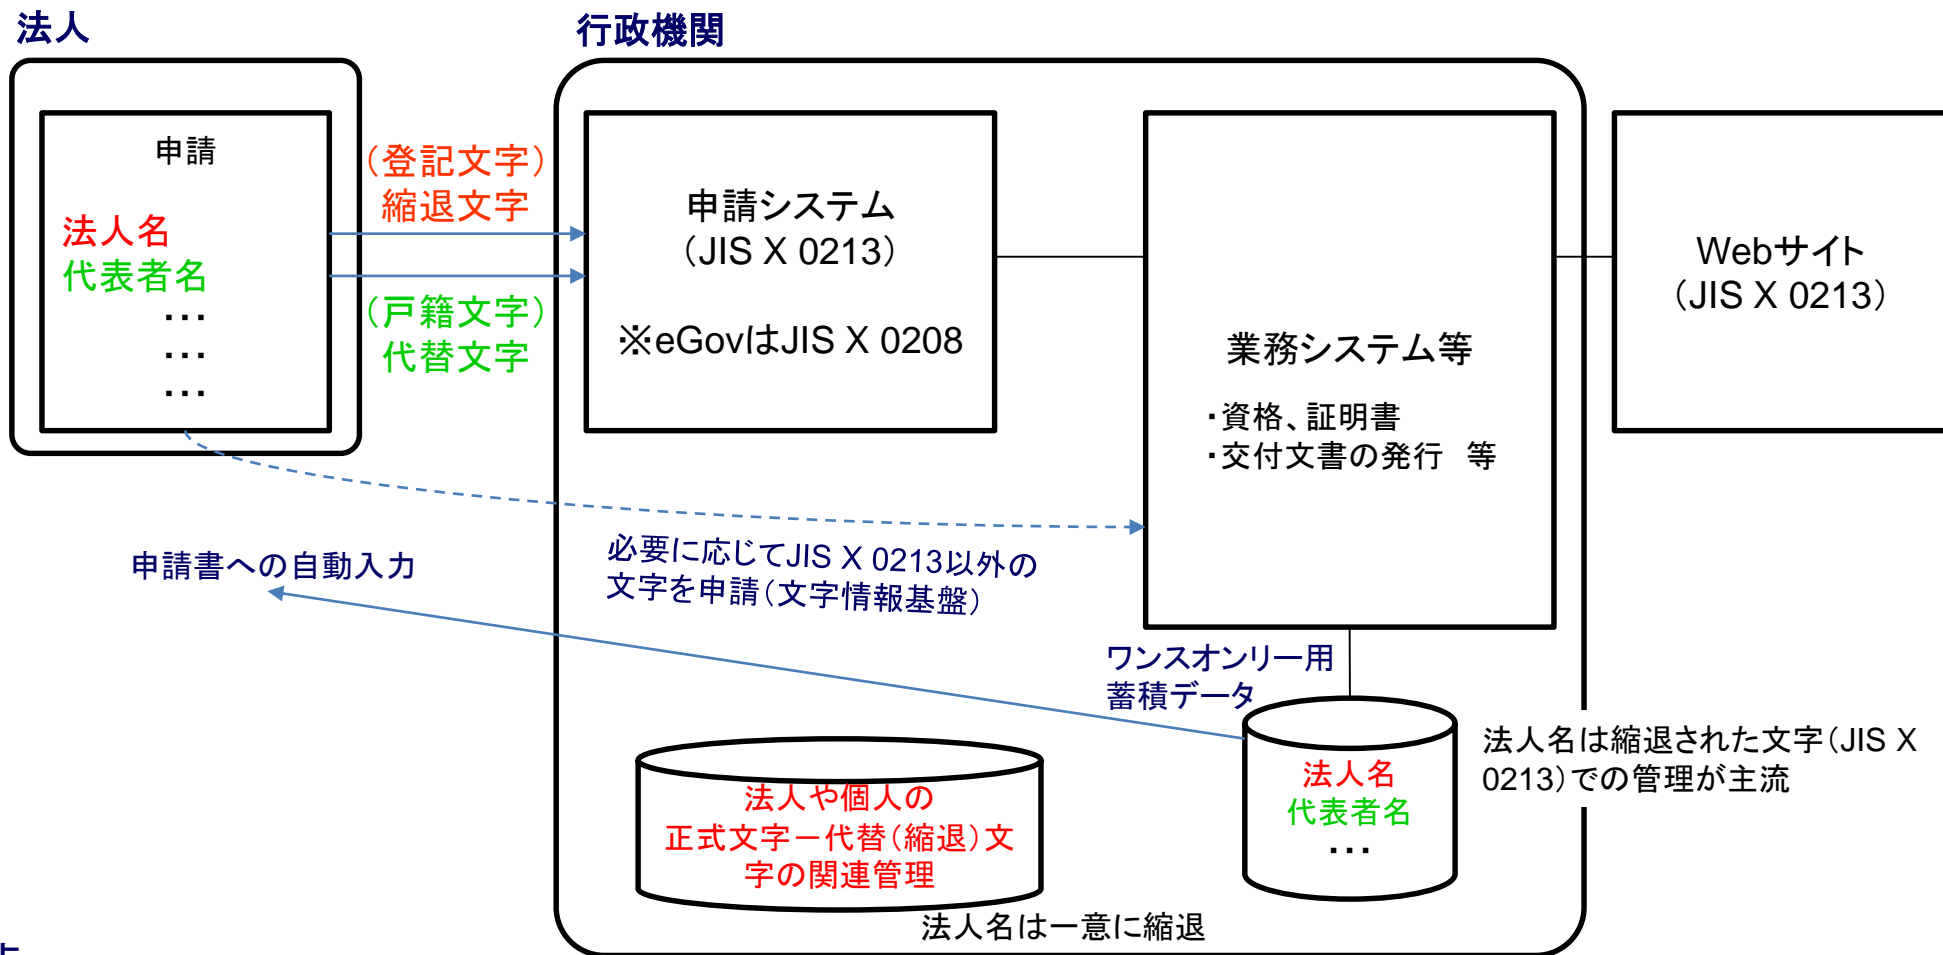 法人
行政機関
申請
法人名
代表者名
・・・
・・・
・・・
（登記文字）
縮退文字
（戸籍文字）
代替文字
申請システム
（JIS X 0213）
※eGovはJIS X 0208
業務システム等
・資格、証明書
・交付文書の発行　等
Webサイト
（JIS X 0213）
必要に応じてJIS X 0213以外の
文字を申請（文字情報基盤）
申請書への自動入力
ワンスオンリー用
蓄積データ
法人名
代表者名
・・・
法人名は縮退された文字（JIS X
0213）での管理が主流
法人や個人の
正式文字－代替（縮退）文
字の関連管理
法人名は一意に縮退